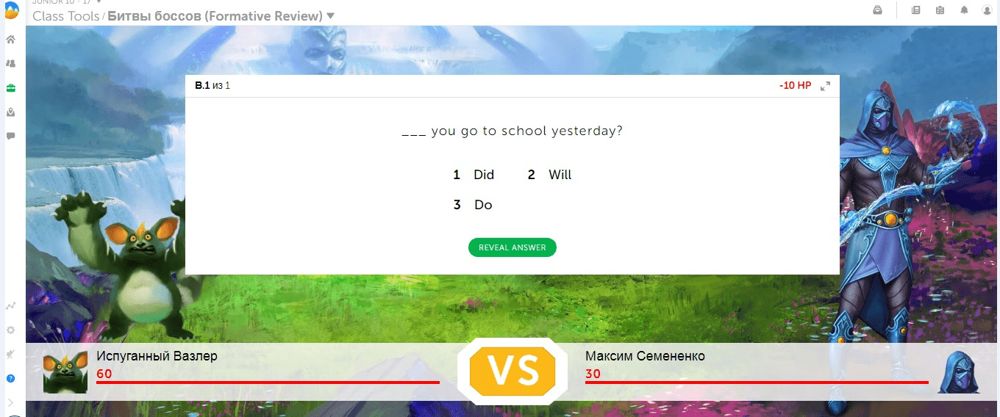 JUNIOR 10 - 17
Class Tools / Битвы боссов (Formative Review)
В.1 из 1
-10 HP
___ you go to school yesterday?
1 Did 2 Will
3 Do
REVEAL ANSWER
Испуганный Вазлер
60
VS
Максим Семененко
30
?